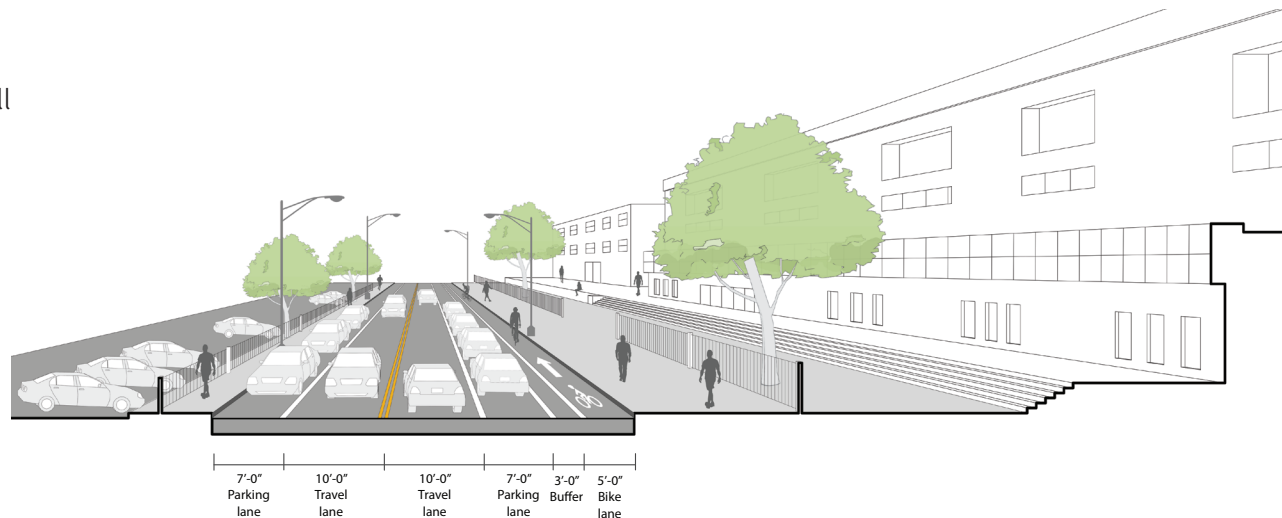 ll
7’-0” 10’-0” 10’-0” 7’-0” 3’-0” 5’-0”
Parking Travel Travel Parking Buffer Bike
lane lane lane lane lane